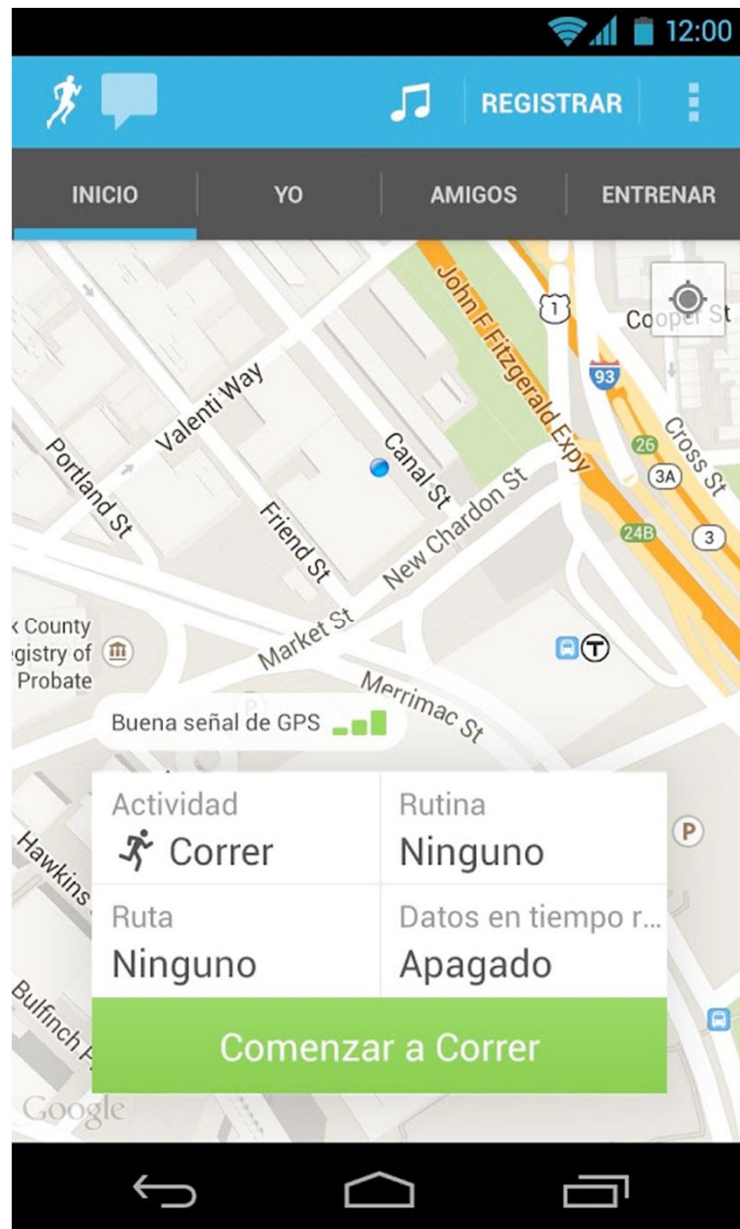 12:00
REGISTRAR
INICIO
YO
AMIGOS
ENTRENAR
John F Fitzgerald Expy
1
Cooper St
93
Valenti Way
Canal St
26
Cross St
3A
Portland St
Friend St
New Chardon St
24B
3
k County
gistry of
Probate
Market St
T
Merrimac St
Buena señal de GPS
Actividad
Correr
Rutina
Ninguno
P
Hawkins
Ruta
Ninguno
Datos en tiempo r...
Apagado
Bulfinch P
Comenzar a Correr
Google